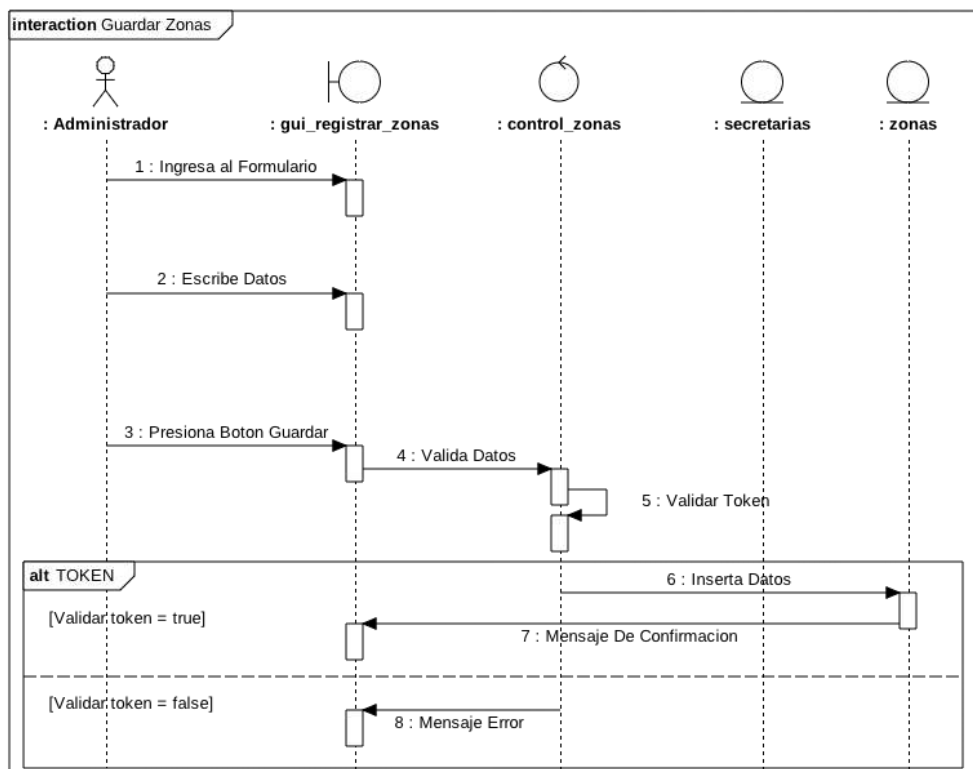 interaction Guardar Zonas
: Administrador
: gui_registrar_zonas
: control_zonas
: secretarias
: zonas
1 : Ingresa al Formulario
2 : Escribe Datos
3 : Presiona Boton Guardar
4 : Valida Datos
5 : Validar Token
alt TOKEN
6 : Inserta Datos
[Validar token = true]
7 : Mensaje De Confirmacion
[Validar token = false]
8 : Mensaje Error